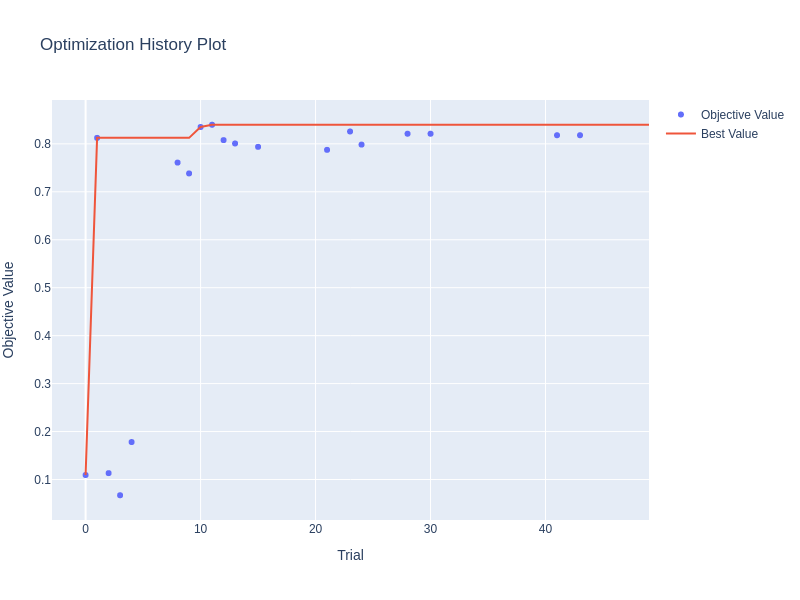 Optimization History Plot
Objective Value
Best Value
0.8
0.7
0.6
0.5
0.4
0.3
0.2
0.1
Objective Value
0
10
20
30
40
Trial